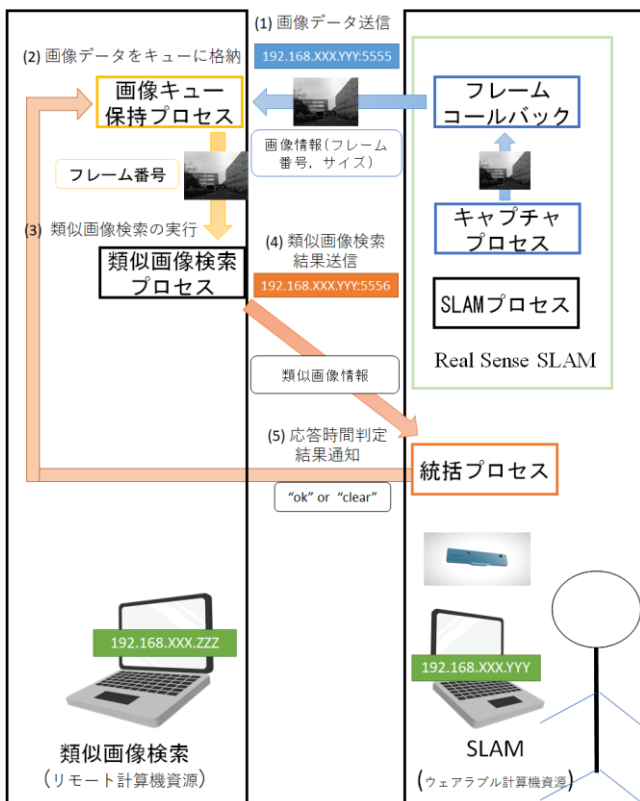 (1) 画像データ送信
192.168.XXX.YYY:5555
(2) 画像データをキューに格納
画像キュー
保持プロセス
フレーム
コールバック
画像情報(フレーム
番号, サイズ)
フレーム番号
キャプチャ
プロセス
(3) 類似画像検索の実行
類似画像検索
プロセス
(4) 類似画像検索
結果送信
192.168.XXX.YYY:5556
SLAMプロセス
Real Sense SLAM
類似画像情報
(5) 応答時間判定
結果通知
統括プロセス
“ok” or “clear”
192.168.XXX.ZZZ
192.168.XXX.YYY
類似画像検索
(リモート計算機資源)
SLAM
(ウェアラブル計算機資源)